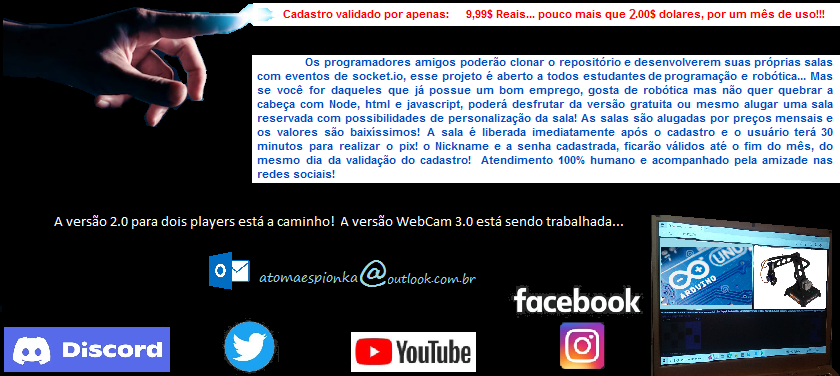 Cadastro validado por apenas: 9,99$ Reais... pouco mais que 2.00$ dolares, por um mês de uso!!!
Os programadores amigos poderão clonar o repositório e desenvolverem suas próprias salas
com eventos de socket.io, esse projeto é aberto a todos estudantes de programação e robótica... Mas
se você for daqueles que já possue um bom emprego, gosta de robótica mas não quer quebrar a
cabeça com Node, html e javascript, poderá desfrutar da versão gratuita ou mesmo alugar uma sala
reservada com possibilidades de personalização da sala! As salas são alugadas por preços mensais e
os valores são baixíssimos! A sala é liberada imediatamente após o cadastro e o usuário terá 30
minutos para realizar o pix! o Nickname e a senha cadastrada, ficarão válidos até o fim do mês, do
mesmo dia da validação do cadastro! Atendimento 100% humano e acompanhado pela amizade nas
redes sociais!
A versão 2.0 para dois players está a caminho! A versão WebCam 3.0 está sendo trabalhada...
atomaespionka@outlook.com.br
UNO
ARDUINO
facebook
Discord
YouTube